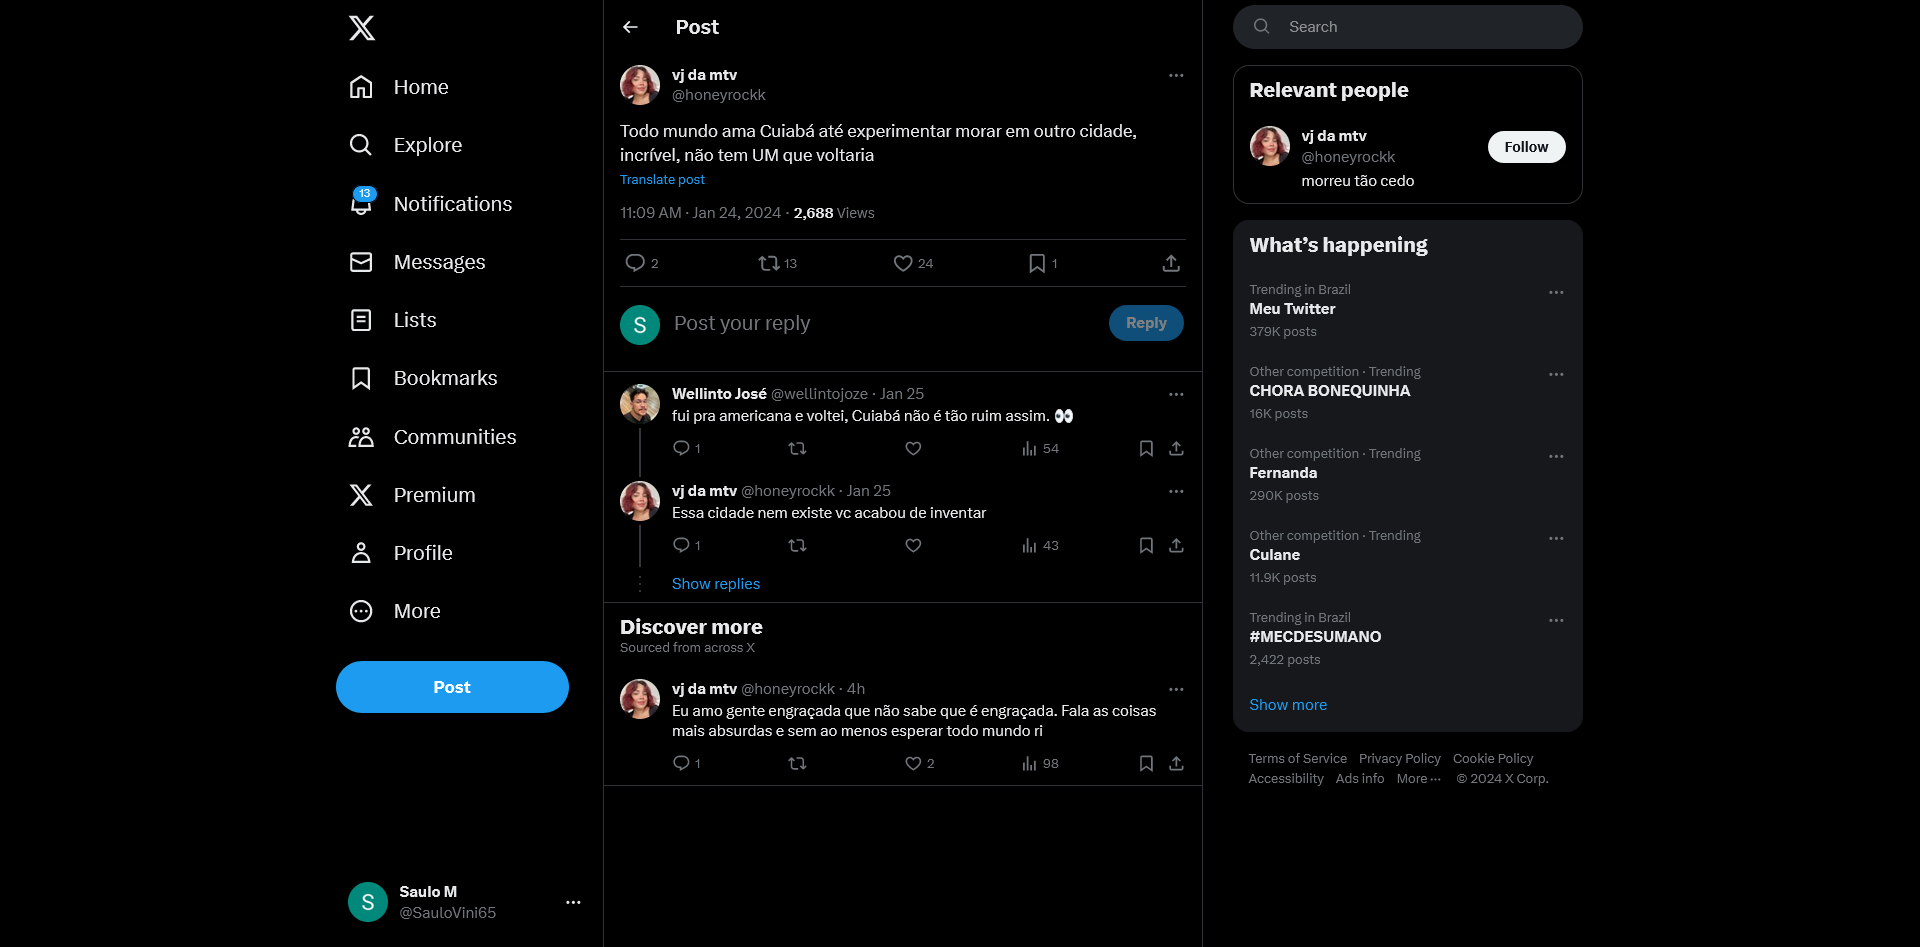 Home
Explore
13
Notifications
Messages
Lists
Bookmarks
Communities
Premium
Profile
More
Post
S
Saulo M
@SauloVini65
Post
vj da mtv
@honeyrockk
Todo mundo ama Cuiabá até experimentar morar em outro cidade,
incrível, não tem UM que voltaria
Translate post
11:09 AM · Jan 24, 2024 · 2,688 Views
2 13 24 1
S Post your reply Reply
Wellinto José @wellintojoze · Jan 25
fui pra americana e voltei, Cuiabá não é tão ruim assim. 👀
1 54
vj da mtv @honeyrockk · Jan 25
Essa cidade nem existe vc acabou de inventar
1 43
Show replies
Discover more
Sourced from across X
vj da mtv @honeyrockk · 4h
Eu amo gente engraçada que não sabe que é engraçada. Fala as coisas
mais absurdas e sem ao menos esperar todo mundo ri
1 2 98
Search
Relevant people
vj da mtv
@honeyrockk
Follow
morreu tão cedo
What's happening
Trending in Brazil
Meu Twitter
379K posts
Other competition · Trending
CHORA BONEQUINHA
16K posts
Other competition · Trending
Fernanda
290K posts
Other competition · Trending
Culane
11.9K posts
Trending in Brazil
#MECDESUMANO
2,422 posts
Show more
Terms of Service Privacy Policy Cookie Policy
Accessibility Ads info More ··· © 2024 X Corp.